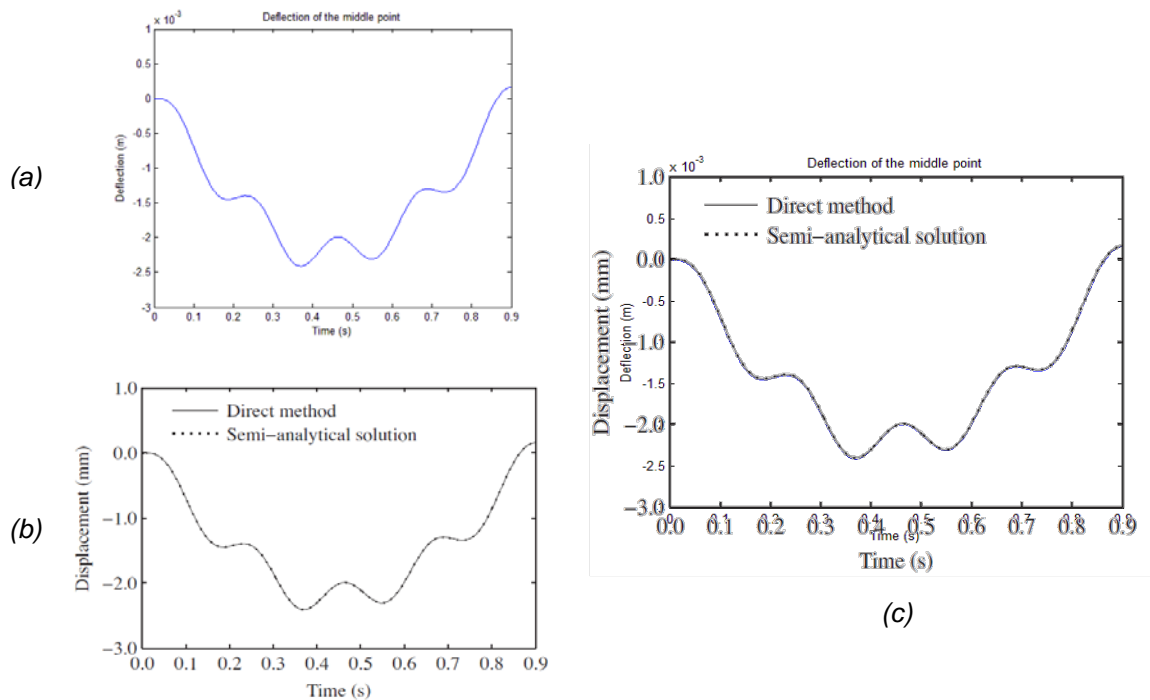 (a)
× 10⁻³
Deflection of the middle point
1
0.5
0
-0.5
-1
-1.5
-2
-2.5
-3
Deflection (m)
0 0.1 0.2 0.3 0.4 0.5 0.6 0.7 0.8 0.9
Time (s)
(b)
1.0
0.0
−1.0
−2.0
−3.0
Displacement (mm)
Direct method
Semi−analytical solution
0.0 0.1 0.2 0.3 0.4 0.5 0.6 0.7 0.8 0.9
Time (s)
× 10⁻³
Deflection of the middle point
1.0
0.5
0.0
-0.5
-1.0
-1.5
-2.0
-2.5
−3.0
Displacement (mm)
Deflection (m)
Direct method
Semi−analytical solution
0.0 0.1 0.2 0.3 0.4 0.5 0.6 0.7 0.8 0.9
Time (s)
Time (s)
(c)